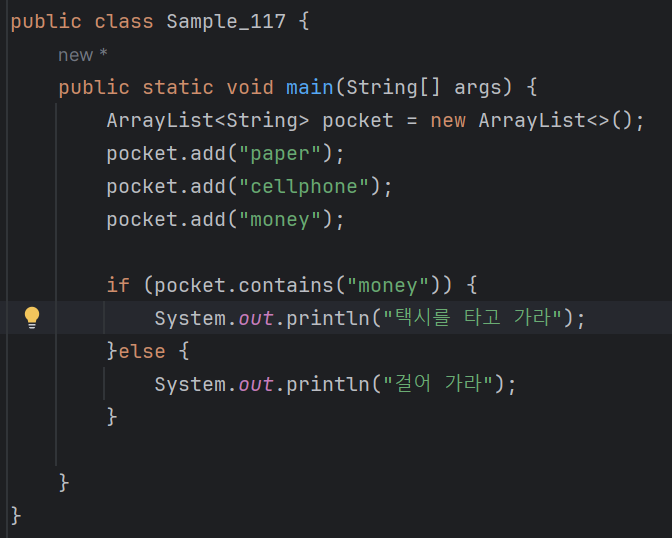 public class Sample_117 {
new *
public static void main(String[] args) {
ArrayList<String> pocket = new ArrayList<>();
pocket.add("paper");
pocket.add("cellphone");
pocket.add("money");
if (pocket.contains("money")) {
System.out.println("택시를 타고 가라");
}else {
System.out.println("걸어 가라");
}
}
}